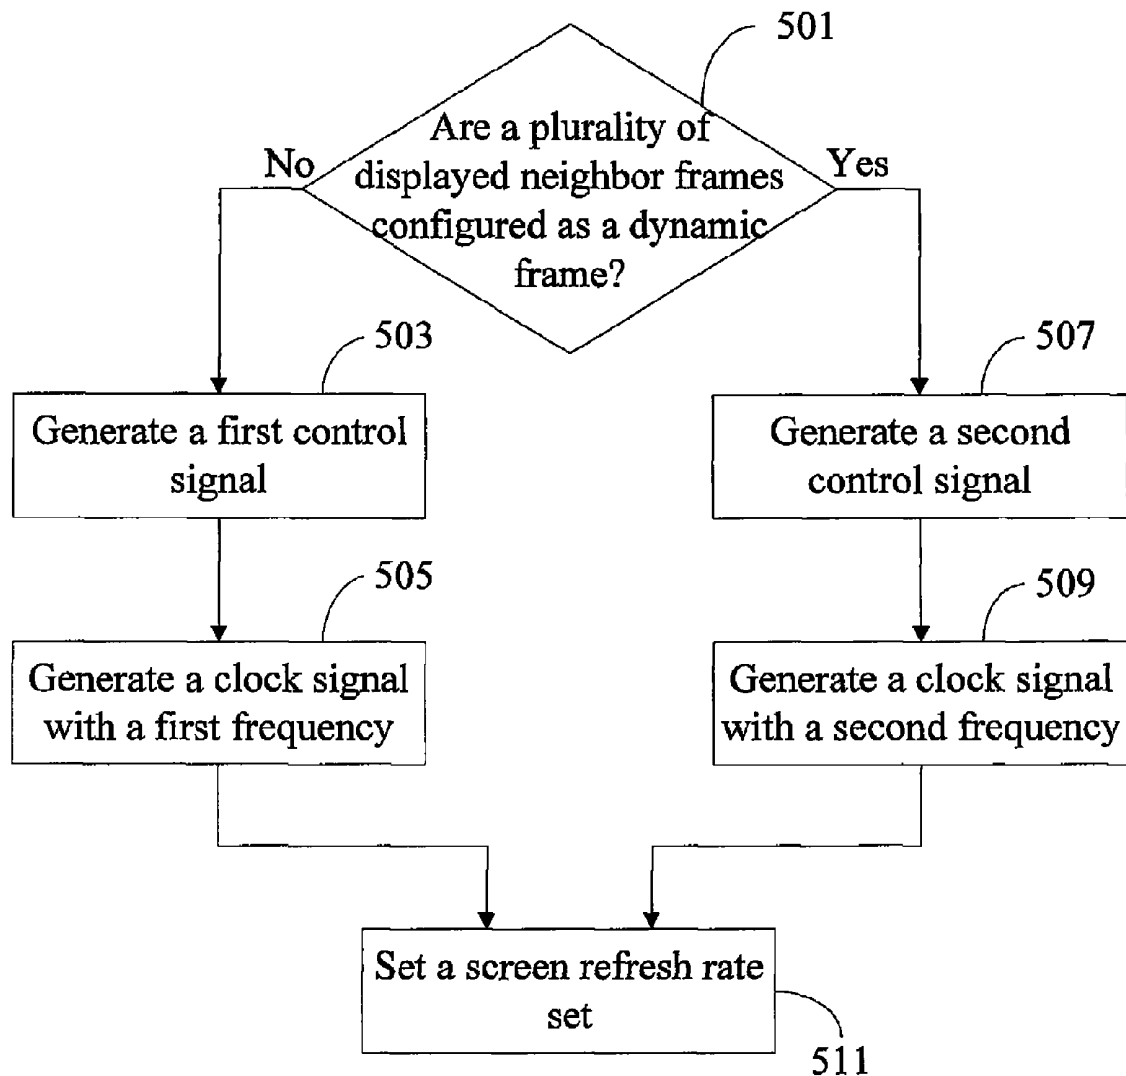 501
Are a plurality of
displayed neighbor frames
configured as a dynamic
frame?
No
Yes
503
Generate a first control
signal
507
Generate a second
control signal
505
Generate a clock signal
with a first frequency
509
Generate a clock signal
with a second frequency
Set a screen refresh rate
set
511